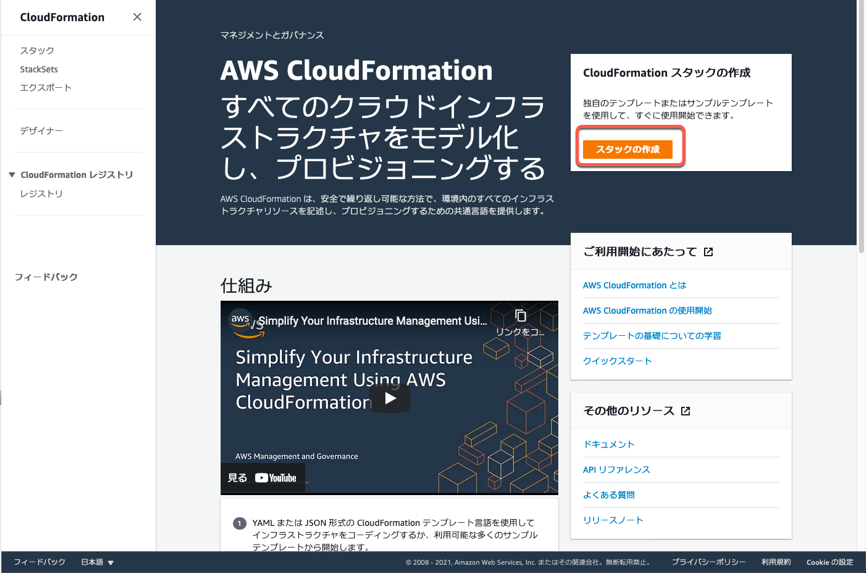 CloudFormation
スタック
StackSets
エクスポート
デザイナー
CloudFormation レジストリ
レジストリ
フィードバック
マネジメントとガバナンス
AWS CloudFormation
すべてのクラウドインフラ
ストラクチャをモデル化
し、プロビジョニングする
AWS CloudFormation は、安全で繰り返し可能な方法で、環境内のすべてのインフラス
トラクチャリソースを記述し、プロビジョニングするための共通言語を提供します。
CloudFormation スタックの作成
独自のテンプレートまたはサンプルテンプレート
を使用して、すぐに使用開始できます。
スタックの作成
ご利用開始にあたって
AWS CloudFormation とは
AWS CloudFormation の使用開始
テンプレートの基礎についての学習
クイックスタート
その他のリソース
ドキュメント
API リファレンス
よくある質問
リリースノート
仕組み
aws
Simplify Your Infrastructure Management Usi...
リンクをコ...
Simplify Your Infrastructure
Management Using AWS
CloudFormation
AWS Management and Governance
見る YouTube
1 YAML または JSON 形式の CloudFormation テンプレート言語を使用して
インフラストラクチャをコーディングするか、利用可能な多くのサンプル
テンプレートから開始します。
フィードバック 日本語 © 2008 - 2021, Amazon Web Services, Inc. またはその関連会社。無断転用禁止。 プライバシーポリシー 利用規約 Cookie の設定